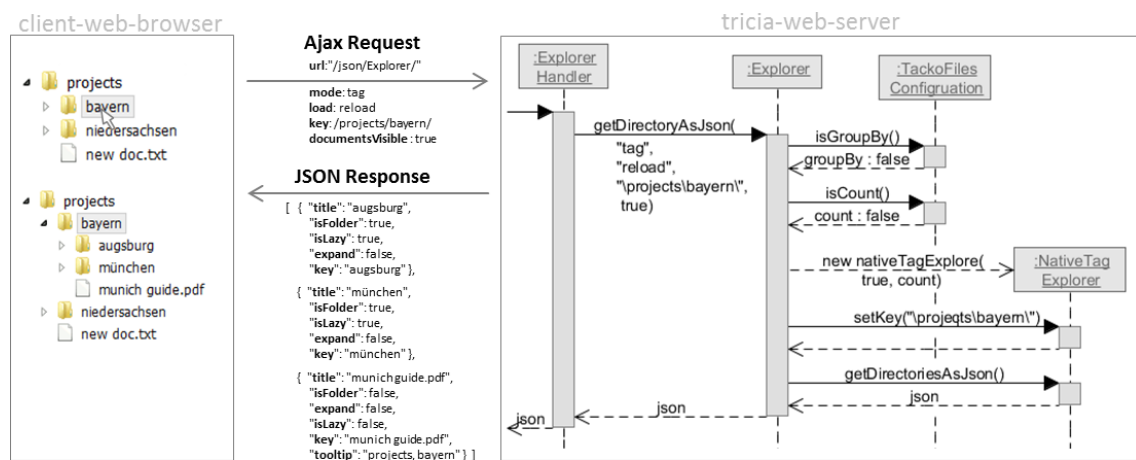 client-web-browser
projects
bayern
niedersachsen
new doc.txt
projects
bayern
augsburg
münchen
munich guide.pdf
niedersachsen
new doc.txt
Ajax Request
url:"/json/Explorer/"
mode: tag
load: reload
key: /projects/bayern/
documentsVisible : true
JSON Response
[ { "title": "augsburg",
"isFolder": true,
"isLazy": true,
"expand": false,
"key": "augsburg" },
{ "title": "münchen",
"isFolder": true,
"isLazy": true,
"expand": false,
"key": "münchen" },
{ "title": "munich guide.pdf",
"isFolder": false,
"expand": false,
"isLazy": false,
"key": "munich guide.pdf",
"tooltip": "projects, bayern" } ]
tricia-web-server
:Explorer
Handler
:Explorer
:TackoFiles
Configruation
getDirectoryAsJson(
"tag",
"reload",
"\projects\bayern\",
true)
isGroupBy()
groupBy : false
isCount()
count : false
new nativeTagExplore(
true, count)
:NativeTag
Explorer
setKey("\projeqts\bayern\")
getDirectoriesAsJson()
json
json
json